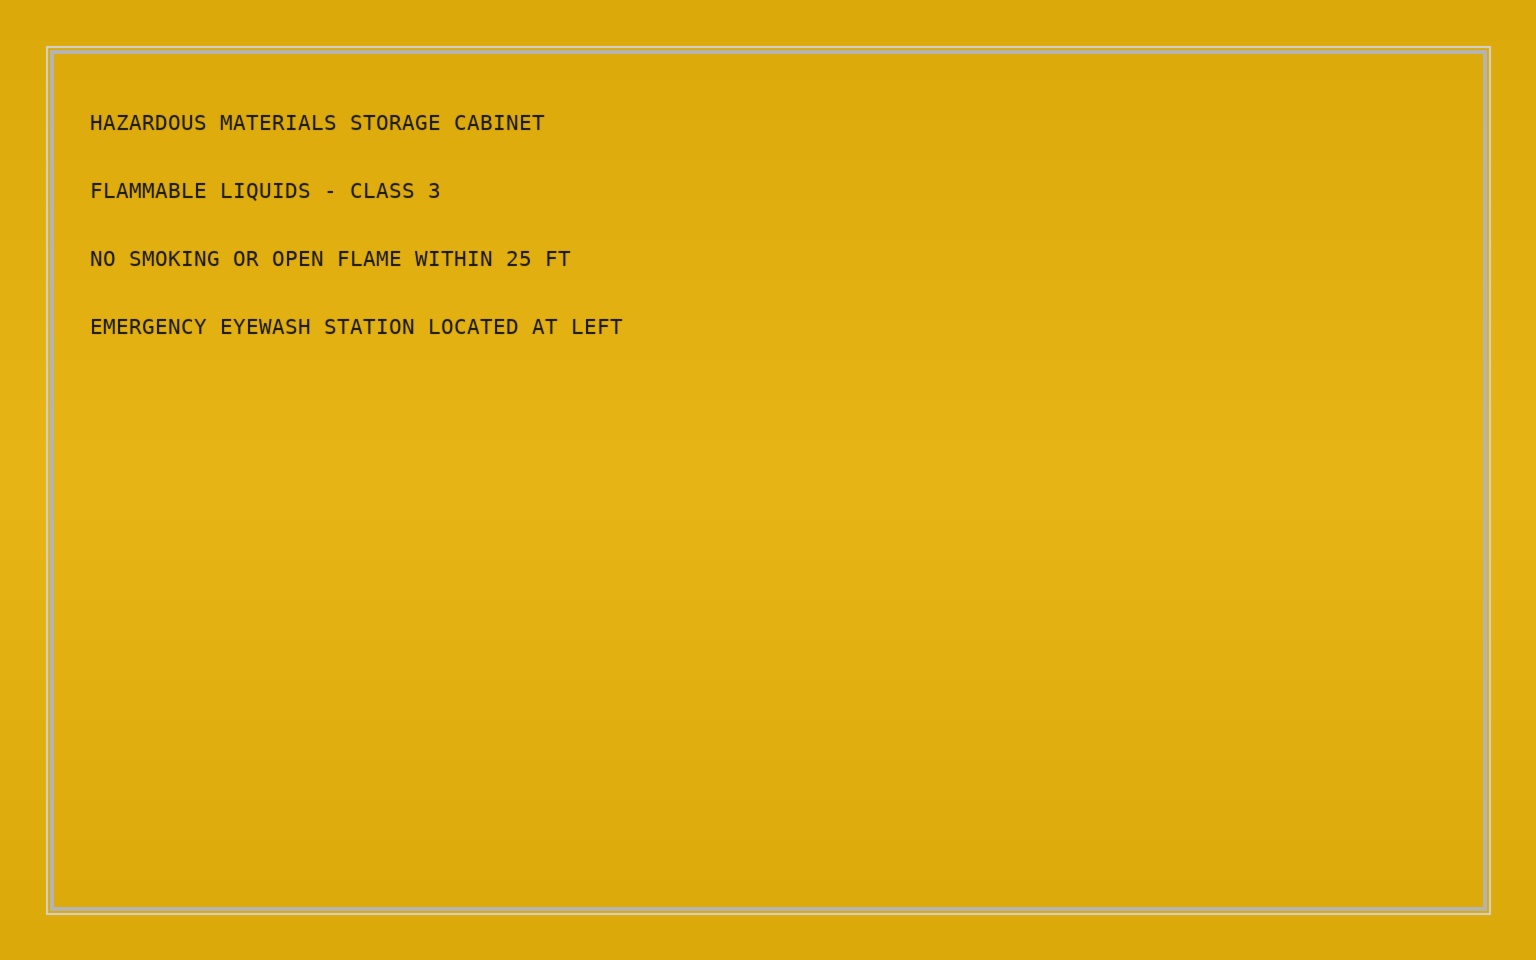 HAZARDOUS MATERIALS STORAGE CABINET
FLAMMABLE LIQUIDS - CLASS 3
NO SMOKING OR OPEN FLAME WITHIN 25 FT
EMERGENCY EYEWASH STATION LOCATED AT LEFT